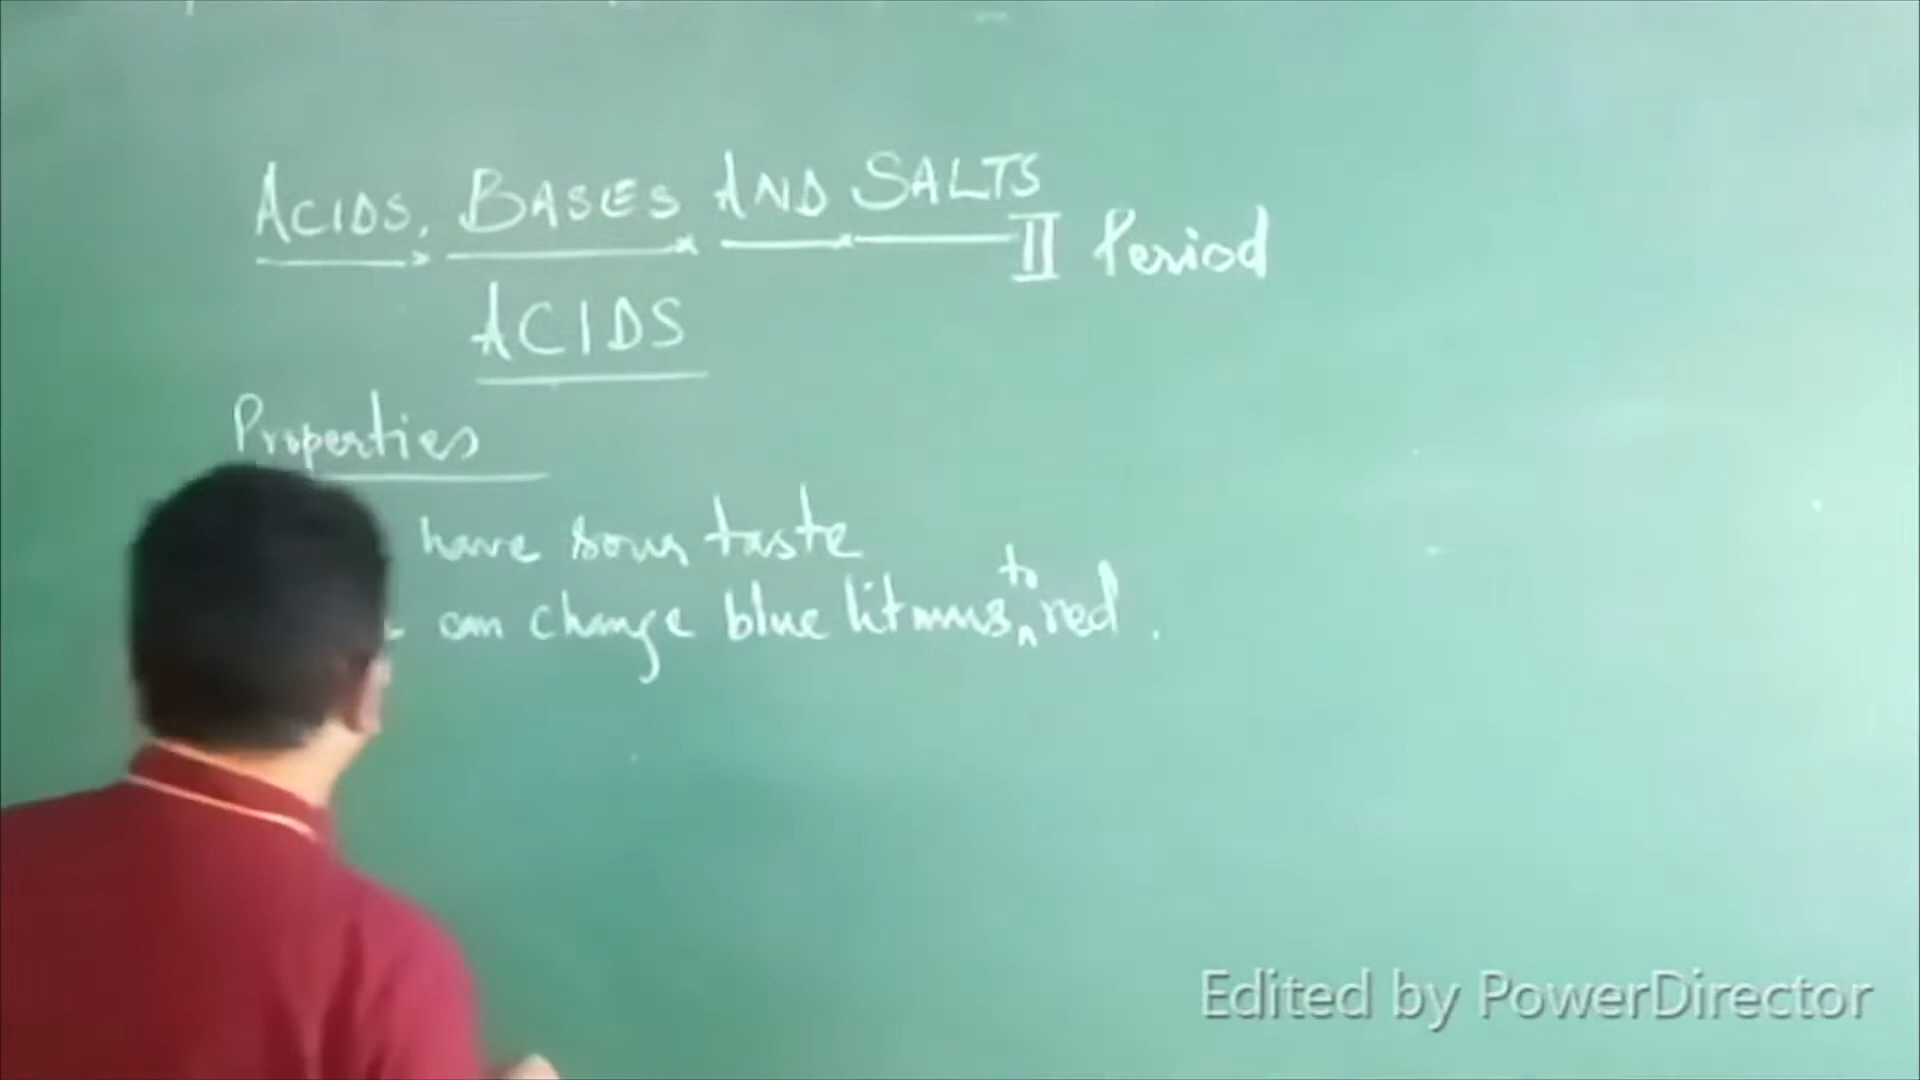 ACIDS, BASES AND SALTS
II Period
ACIDS
Properties
have sour taste
can change blue litmus to red.
Edited by PowerDirector